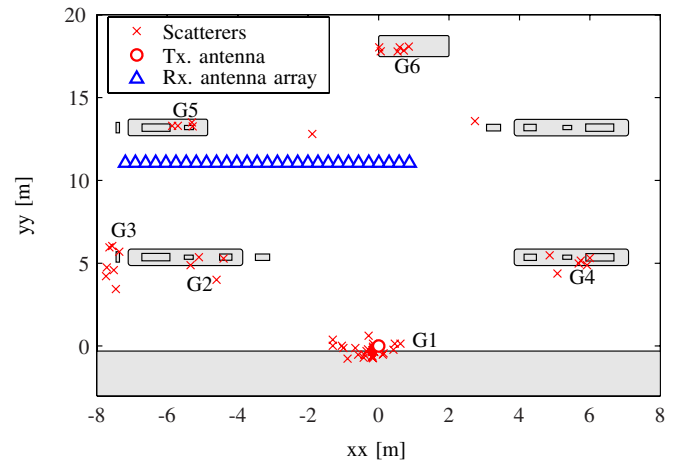 20
Scatterers
Tx. antenna
Rx. antenna array
G6
15
G5
10
yy [m]
G3
5
G2
G4
0
G1
-8
-6
-4
-2
0
2
4
6
8
xx [m]